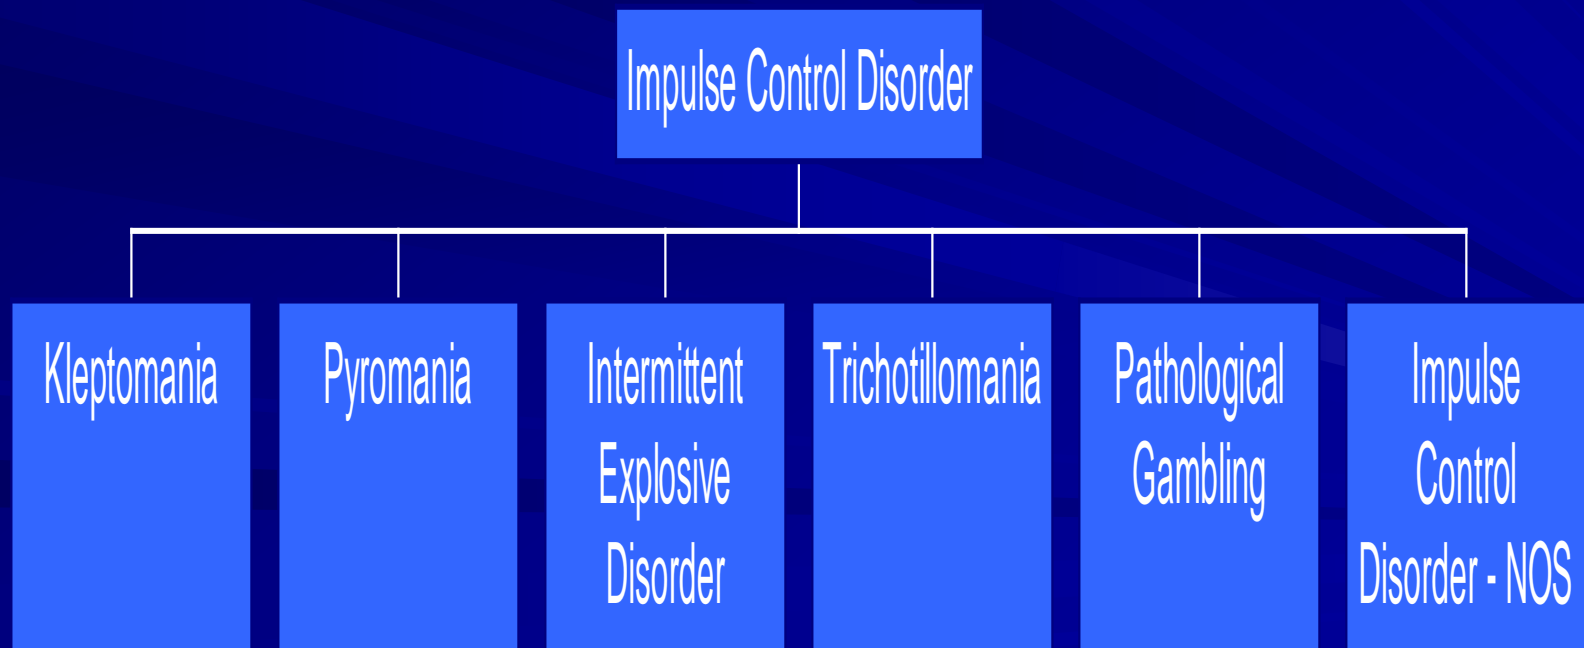 Impulse Control Disorder
Kleptomania
Pyromania
Intermittent
Explosive
Disorder
Trichotillomania
Pathological
Gambling
Impulse
Control
Disorder - NOS